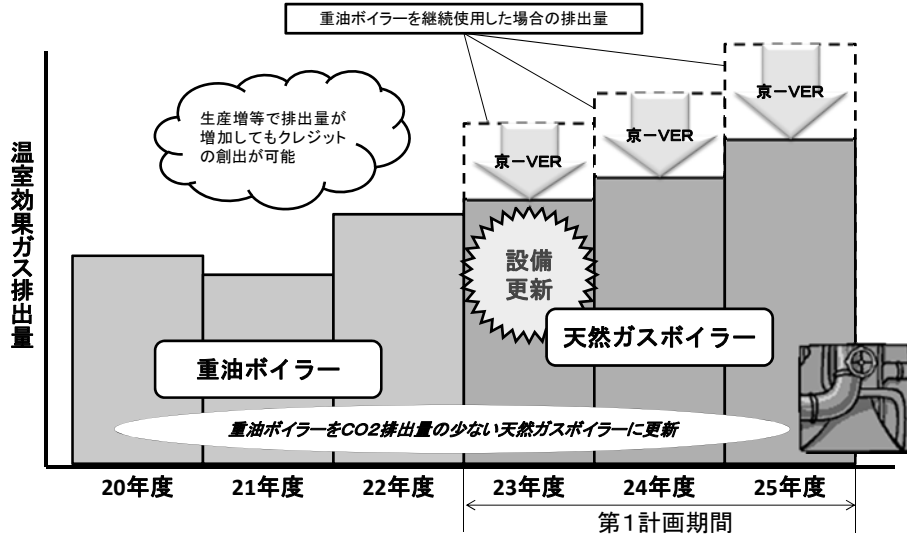 重油ボイラーを継続使用した場合の排出量
生産増等で排出量が
増加してもクレジット
の創出が可能
京－VER
京－VER
京－VER
温室効果ガス排出量
設備
更新
重油ボイラー
天然ガスボイラー
重油ボイラーをCO2排出量の少ない天然ガスボイラーに更新
20年度
21年度
22年度
23年度
24年度
25年度
第１計画期間